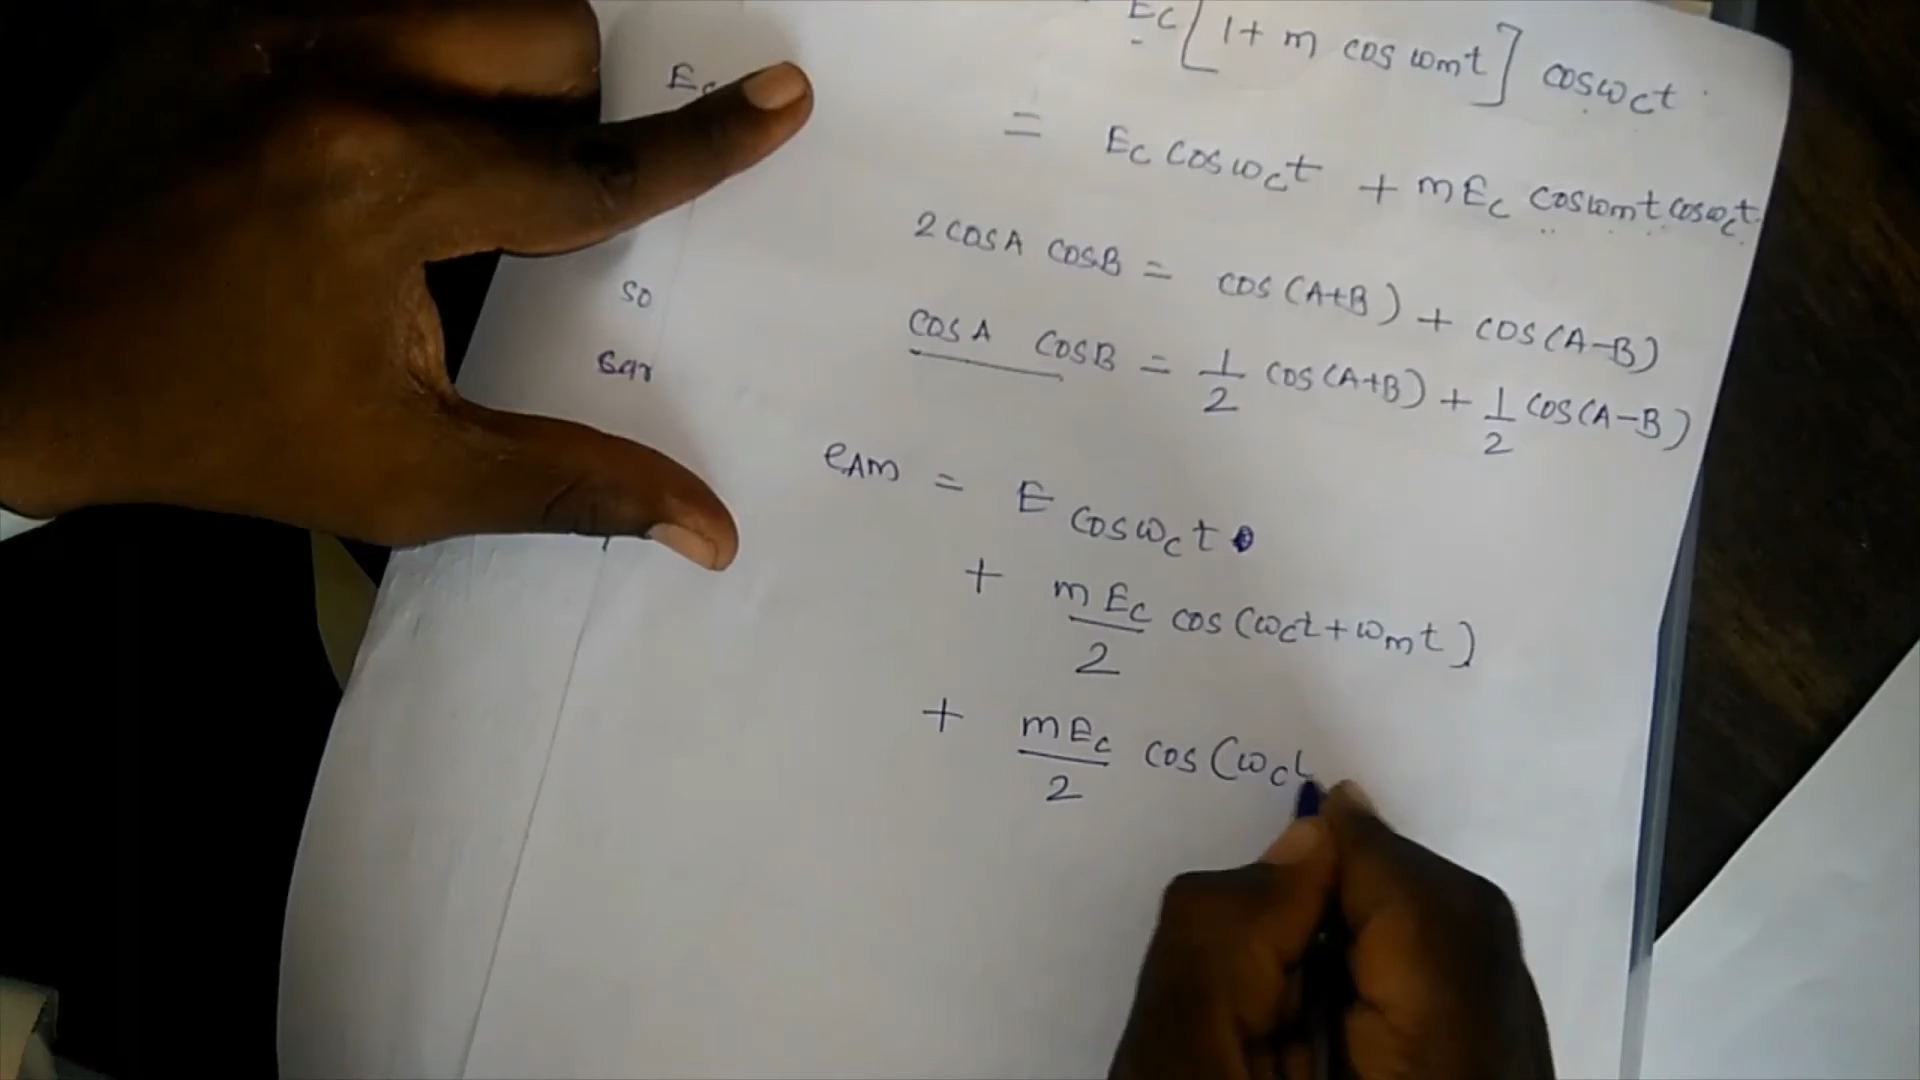 Ec[1+ m cos ωmt] cosωct
= Ec cosωct + mEc cosωmt cosωct
2 cosA cosB = cos(A+B) + cos(A-B)
cosA cosB = 1/2 cos(A+B) + 1/2 cos(A-B)
eAm = E cosωct
+ mEc/2 cos(ωct+ωmt)
+ mEc/2 cos(ωc
Ec
so